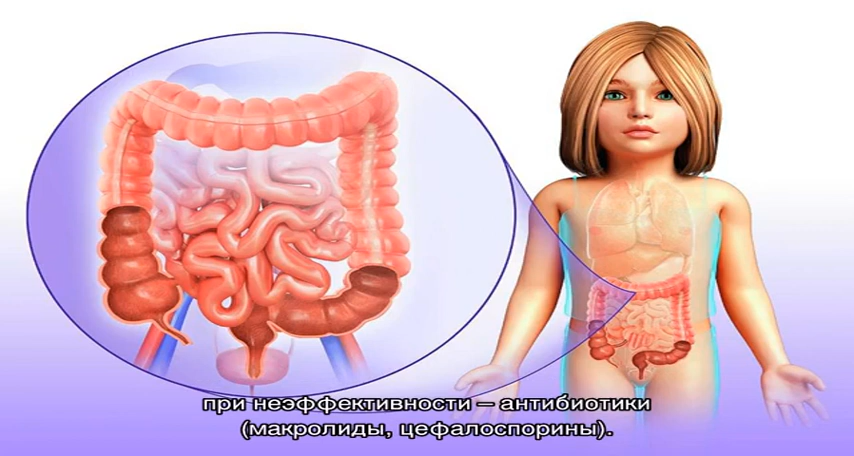 при неэффективности – антибиотики
(макролиды, цефалоспорины).